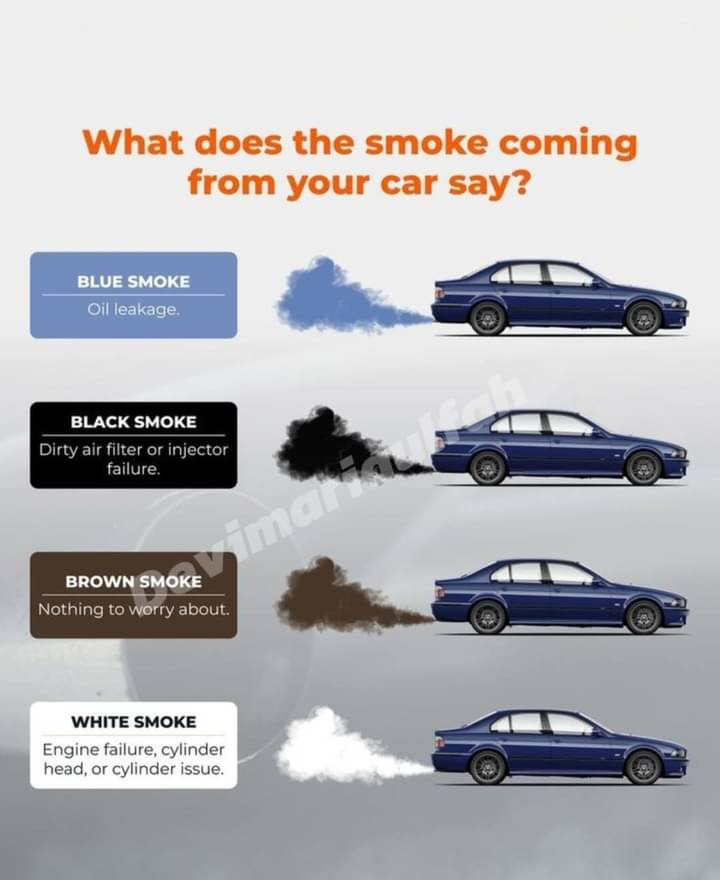 What does the smoke coming
from your car say?
BLUE SMOKE
Oil leakage.
BLACK SMOKE
Dirty air filter or injector
failure.
BROWN SMOKE
Nothing to worry about.
WHITE SMOKE
Engine failure, cylinder
head, or cylinder issue.
Devimariaulfah